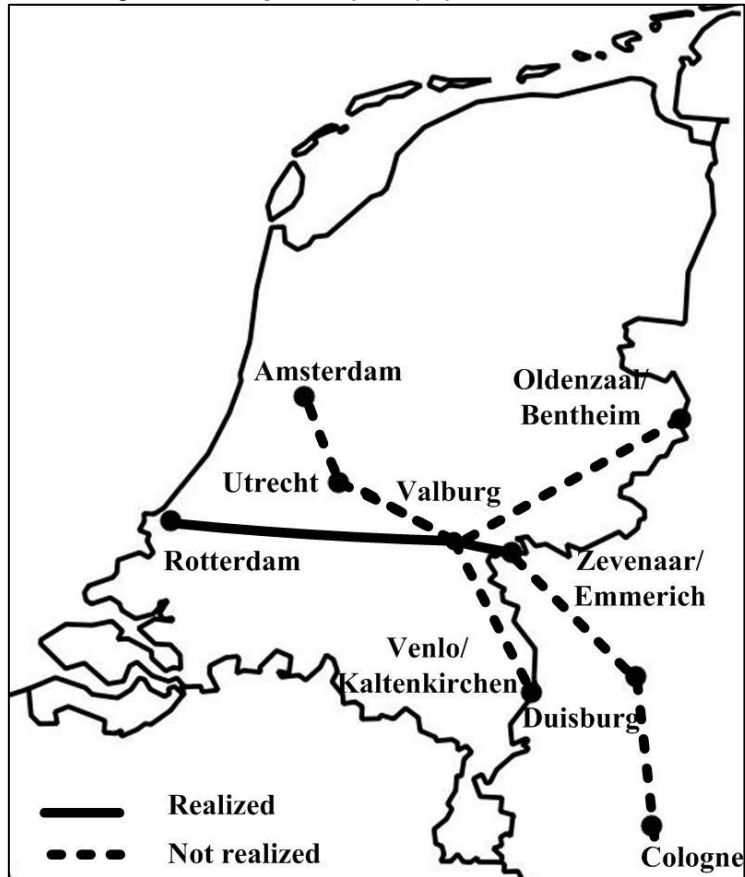 Amsterdam
Oldenzaal/
Bentheim
Utrecht
Valburg
Rotterdam
Zevenaar/
Emmerich
Venlo/
Kaltenkirchen
Duisburg
Realized
Not realized
Cologne